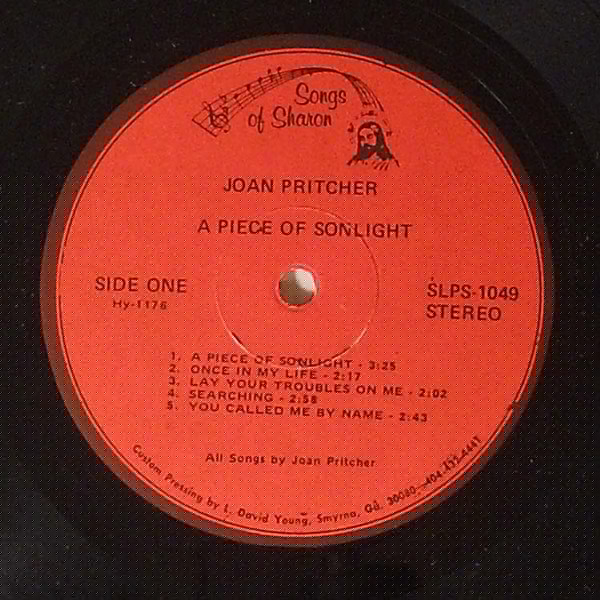 Songs
of Sharon
JOAN PRITCHER
A PIECE OF SONLIGHT
SIDE ONE
Hy-1176
SLPS-1049
STEREO
1. A PIECE OF SONLIGHT - 3:25
2. ONCE IN MY LIFE - 2:17
3. LAY YOUR TROUBLES ON ME - 2:02
4. SEARCHING - 2:58
5. YOU CALLED ME BY NAME - 2:43
All Songs by Joan Pritcher
Custom Pressing by L. David Young, Smyrna, Ga. 30080 - 404-432-4441